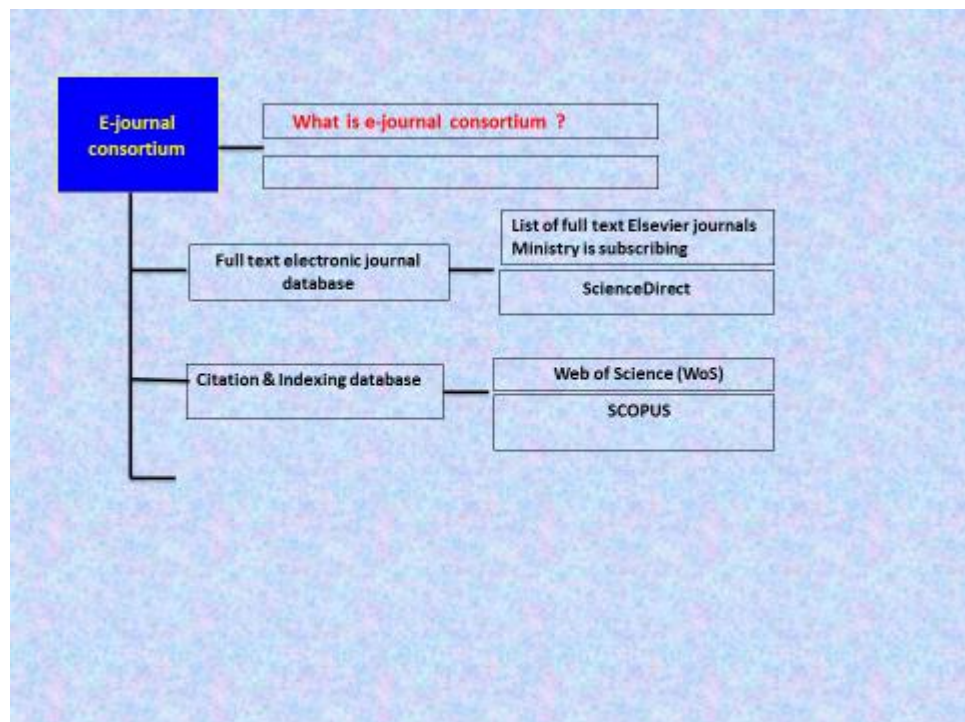 E-journal
consortium
What is e-journal consortium ?
List of full text Elsevier journals
Ministry is subscribing
Full text electronic journal
database
ScienceDirect
Citation & Indexing database
Web of Science (WoS)
SCOPUS